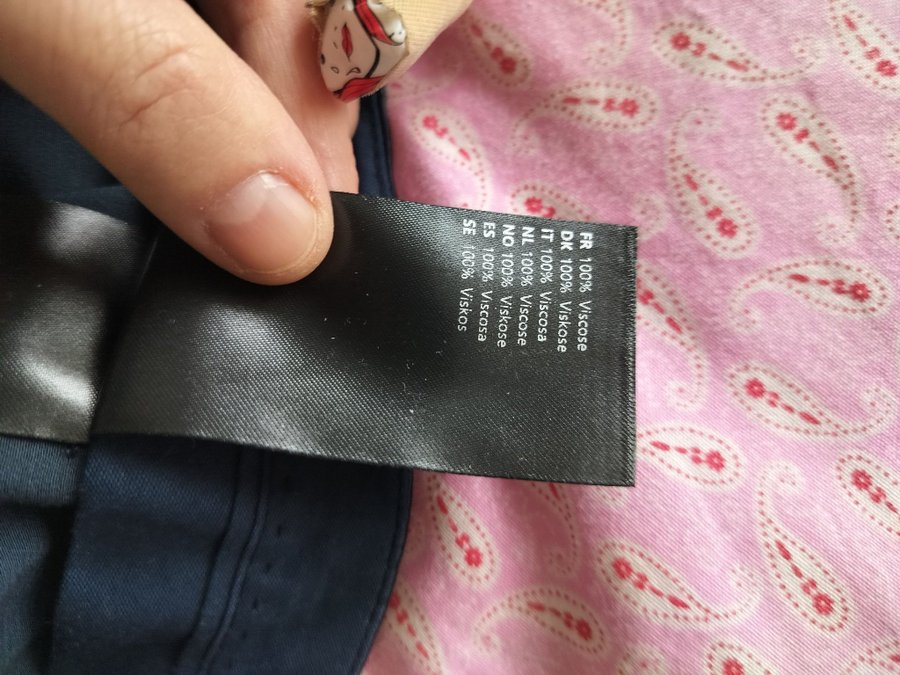 FR 100% Viscose
DK 100% Viskose
IT 100% Viscosa
NL 100% Viscose
NO 100% Viskose
ES 100% Viscosa
SE 100% Viskos